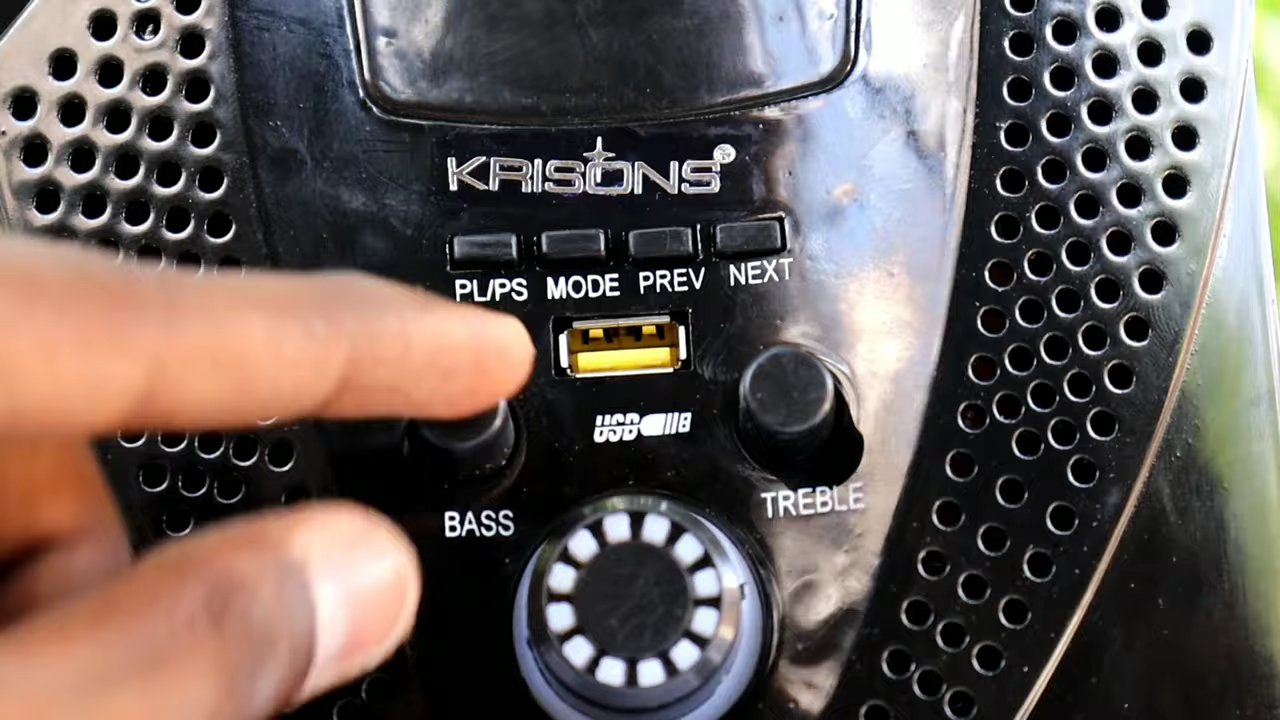 KRISONS
PL/PS MODE PREV NEXT
USB
BASS
TREBLE